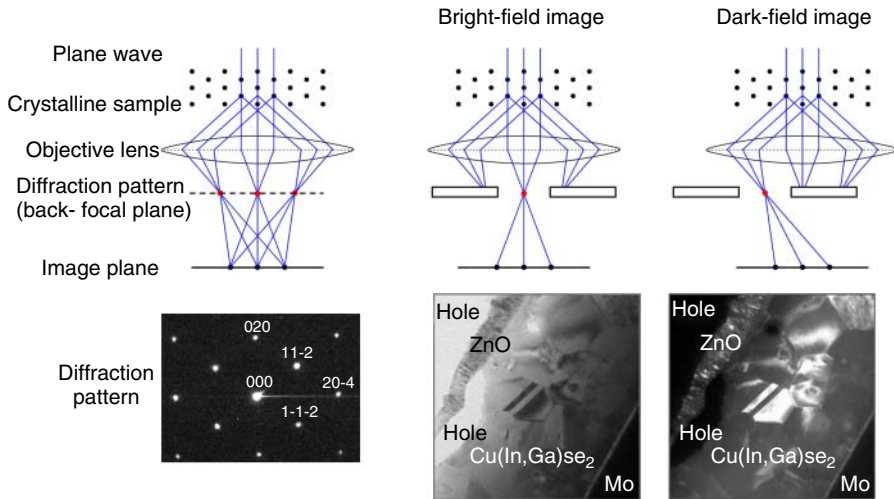 Bright-field image
Dark-field image
Plane wave
Crystalline sample
Objective lens
Diffraction pattern
(back- focal plane)
Image plane
Diffraction
pattern
020
11-2
000
20-4
1-1-2
Hole
ZnO
Hole
Cu(In,Ga)se₂
Mo
Hole
ZnO
Hole
Cu(In,Ga)se₂
Mo